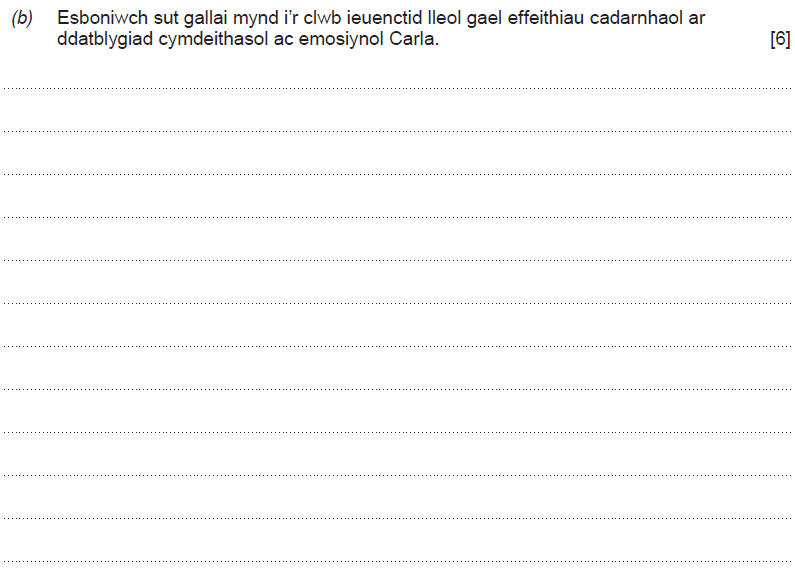 (b) Esboniwch sut gallai mynd i'r clwb ieuenctid lleol gael effeithiau cadarnhaol ar
ddatblygiad cymdeithasol ac emosiynol Carla. [6]